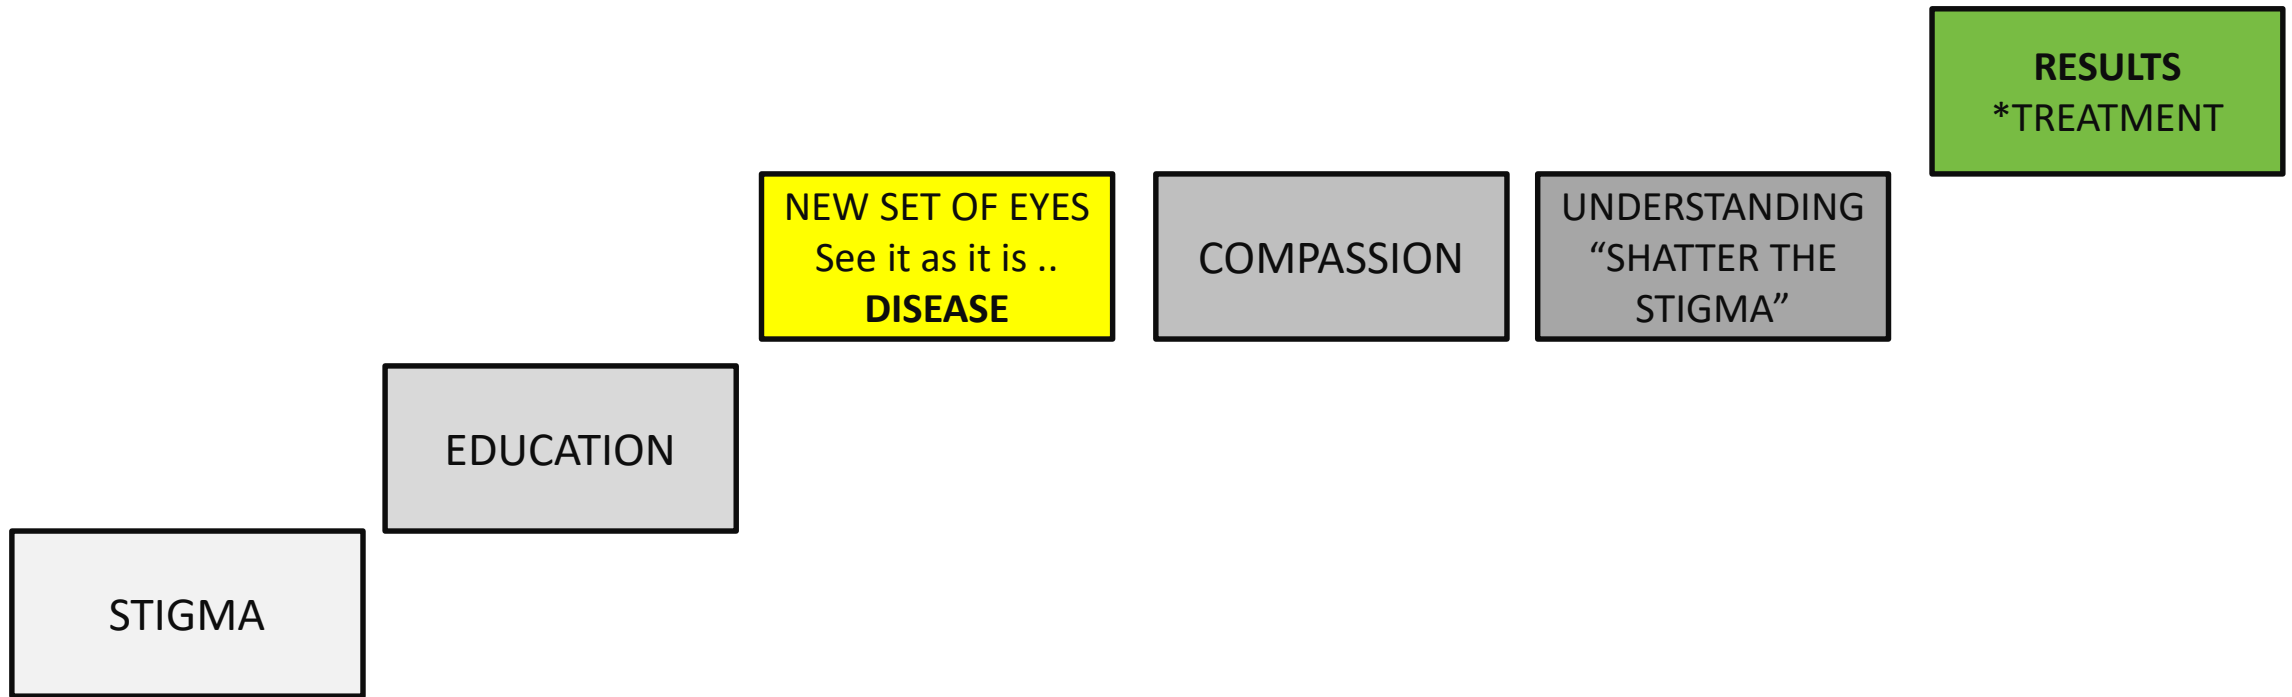 STIGMA
EDUCATION
NEW SET OF EYES
See it as it is ..
DISEASE
COMPASSION
UNDERSTANDING
“SHATTER THE
STIGMA”
RESULTS
*TREATMENT